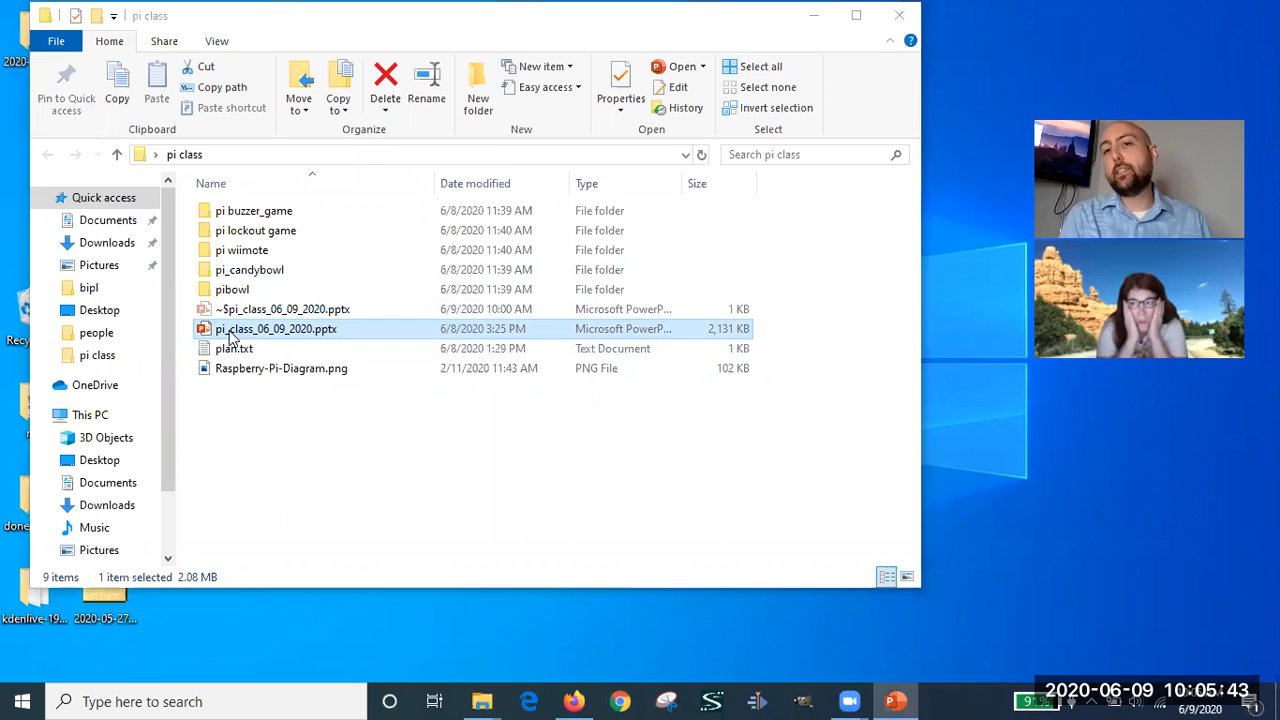 pi class
File Home Share View
Pin to Quick access
Copy
Paste
Cut
Copy path
Paste shortcut
Clipboard
Move to
Copy to
Delete
Rename
Organize
New folder
New item
Easy access
New
Properties
Open
Edit
History
Open
Select all
Select none
Invert selection
Select
pi class
Search pi class
Name Date modified Type Size
Quick access
Documents
Downloads
Pictures
bipl
Desktop
people
pi class
OneDrive
This PC
3D Objects
Desktop
Documents
Downloads
Music
Pictures
pi buzzer_game 6/8/2020 11:39 AM File folder
pi lockout game 6/8/2020 11:40 AM File folder
pi wiimote 6/8/2020 11:40 AM File folder
pi_candybowl 6/8/2020 11:39 AM File folder
pibowl 6/8/2020 11:39 AM File folder
~$pi_class_06_09_2020.pptx 6/9/2020 10:00 AM Microsoft PowerP... 1 KB
pi_class_06_09_2020.pptx 6/8/2020 3:25 PM Microsoft PowerP... 2,131 KB
plan.txt 6/8/2020 1:29 PM Text Document 1 KB
Raspberry-Pi-Diagram.png 2/11/2020 11:43 AM PNG File 102 KB
9 items 1 item selected 2.08 MB
kdenlive-19... 2020-05-27...
Type here to search
91%
2020-06-09 10:05:43
6/9/2020